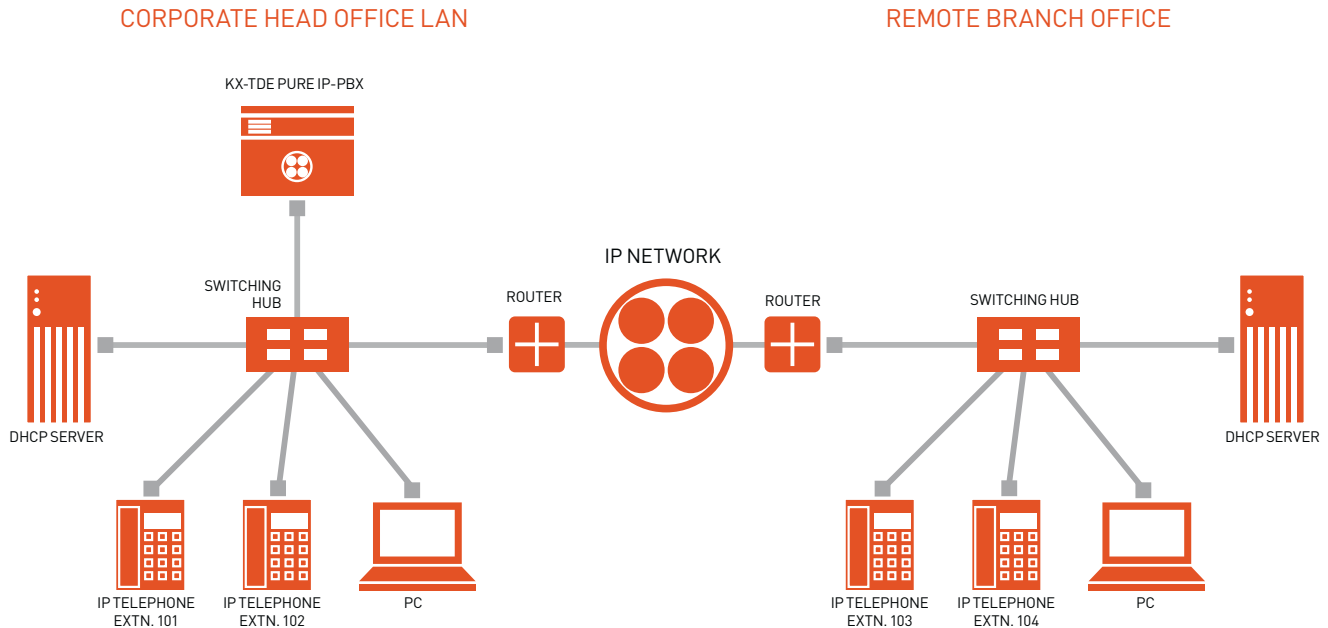 CORPORATE HEAD OFFICE LAN
REMOTE BRANCH OFFICE
KX-TDE PURE IP-PBX
SWITCHING
HUB
ROUTER
IP NETWORK
ROUTER
SWITCHING HUB
DHCP SERVER
DHCP SERVER
IP TELEPHONE
EXTN. 101
IP TELEPHONE
EXTN. 102
PC
IP TELEPHONE
EXTN. 103
IP TELEPHONE
EXTN. 104
PC